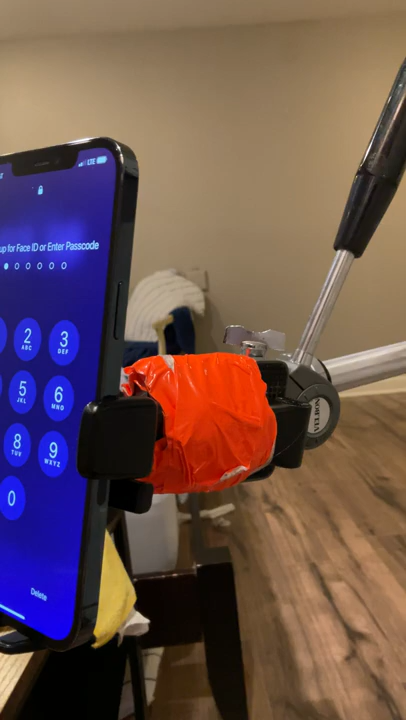 LTE
up for Face ID or Enter Passcode
2 3
ABC DEF
5 6
JKL MNO
8 9
TUV WXYZ
0
Delete
VELBON